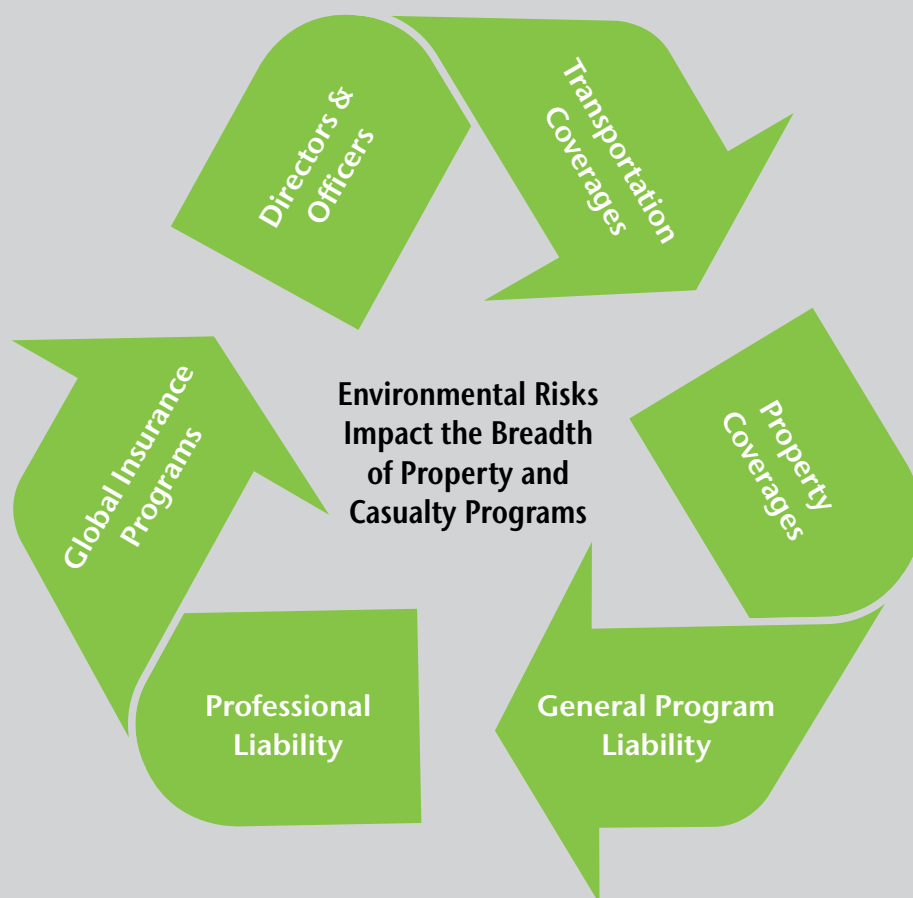 Directors &
Officers
Transportation
Coverages
Environmental Risks
Impact the Breadth
of Property and
Casualty Programs
Property
Coverages
Global Insurance
Programs
Professional
Liability
General Program
Liability